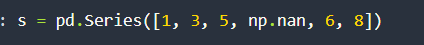 : s = pd.Series([1, 3, 5, np.nan, 6, 8])